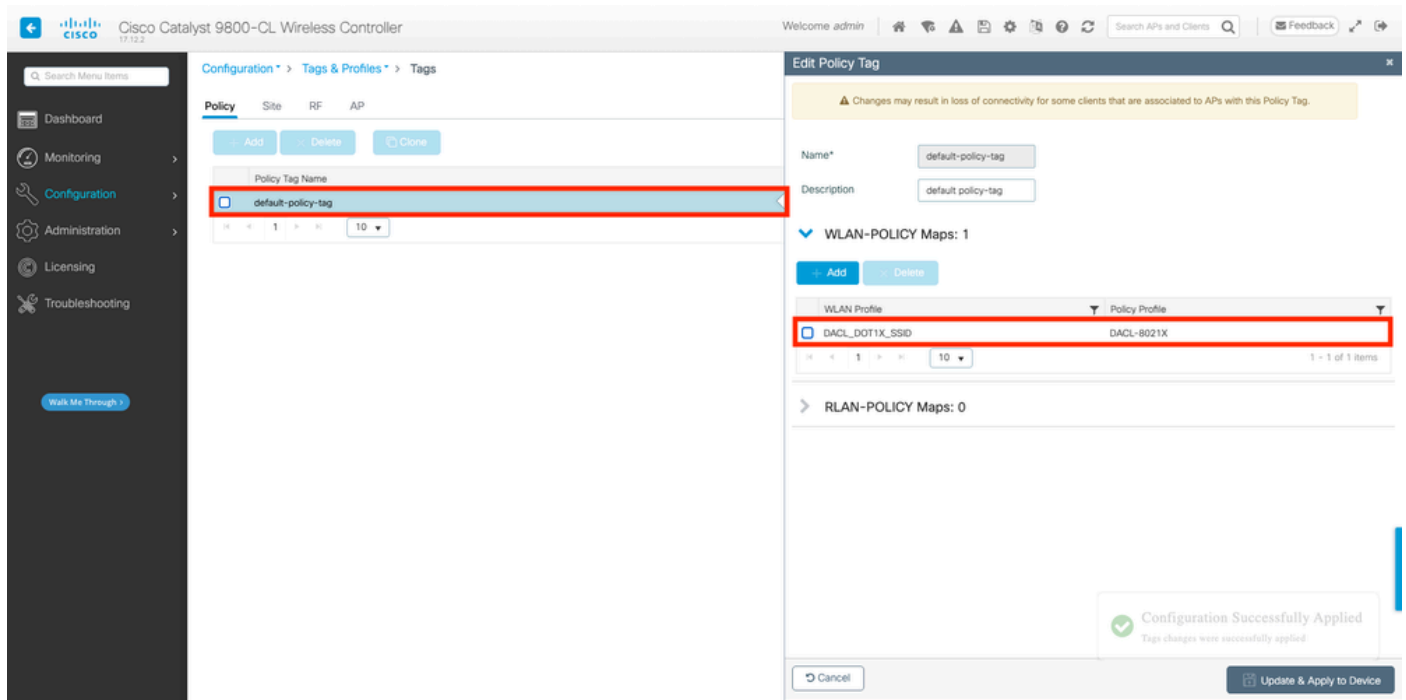 CISCO
Cisco Catalyst 9800-CL Wireless Controller
17.12.2
Welcome admin
Search APs and Clients
Feedback
Search Menu Items
Dashboard
Monitoring
Configuration
Administration
Licensing
Troubleshooting
Walk Me Through >
Configuration > Tags & Profiles > Tags
Policy Site RF AP
+ Add × Delete Clone
Policy Tag Name
default-policy-tag
1 10
Edit Policy Tag
Changes may result in loss of connectivity for some clients that are associated to APs with this Policy Tag.
Name* default-policy-tag
Description default policy-tag
WLAN-POLICY Maps: 1
+ Add × Delete
WLAN Profile Policy Profile
DACL_DOT1X_SSID DACL-8021X
1 10 1 - 1 of 1 items
RLAN-POLICY Maps: 0
Configuration Successfully Applied
Tags changes were successfully applied
Cancel Update & Apply to Device